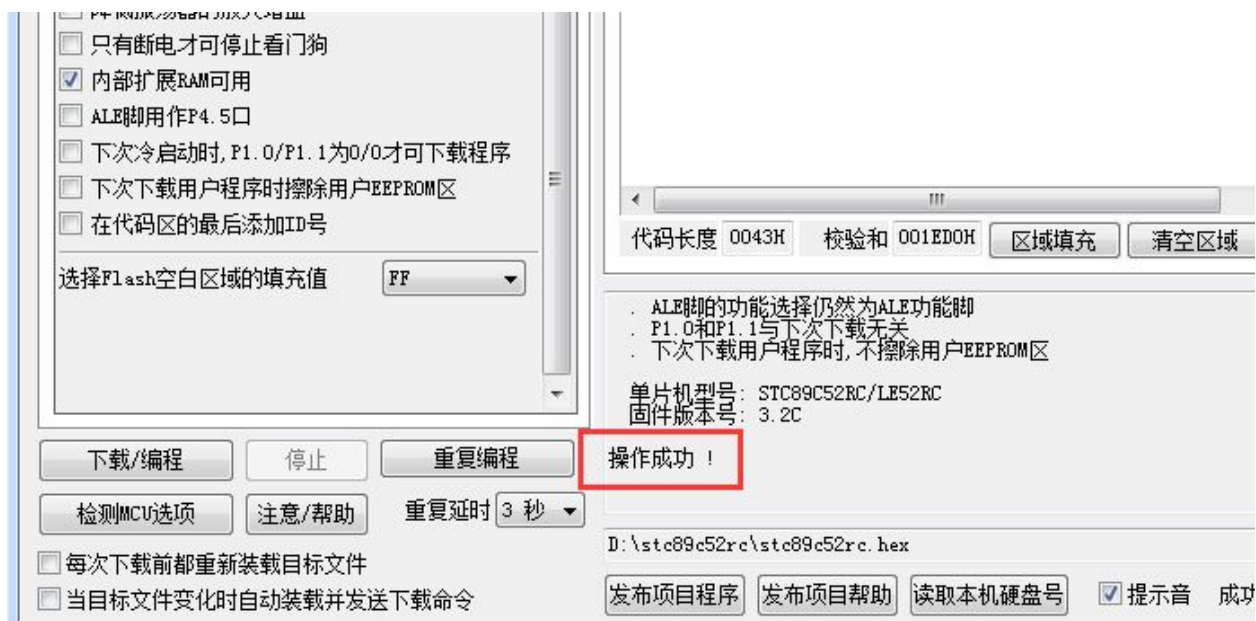 只有断电才可停止看门狗
内部扩展RAM可用
ALE脚用作P4.5口
下次冷启动时,P1.0/P1.1为0/0才可下载程序
下次下载用户程序时擦除用户EEPROM区
在代码区的最后添加ID号
选择Flash空白区域的填充值 FF
下载/编程 停止 重复编程
检测MCU选项 注意/帮助 重复延时 3 秒
每次下载前都重新装载目标文件
当目标文件变化时自动装载并发送下载命令
代码长度 0043H 校验和 001ED0H 区域填充 清空区域
. ALE脚的功能选择仍然为ALE功能脚
. P1.0和P1.1与下次下载无关
. 下次下载用户程序时,不擦除用户EEPROM区
单片机型号: STC89C52RC/LE52RC
固件版本号: 3.2C
操作成功 !
D:\stc89c52rc\stc89c52rc.hex
发布项目程序 发布项目帮助 读取本机硬盘号 提示音 成功